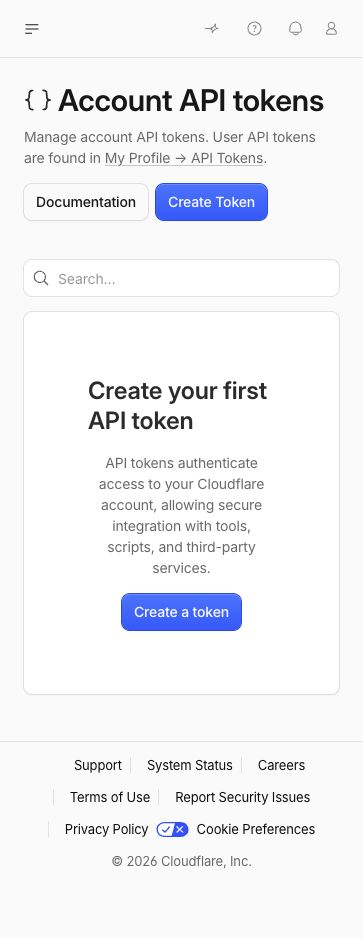 { } Account API tokens
Manage account API tokens. User API tokens
are found in My Profile → API Tokens.
Documentation Create Token
Search...
Create your first
API token
API tokens authenticate
access to your Cloudflare
account, allowing secure
integration with tools,
scripts, and third-party
services.
Create a token
Support System Status Careers
Terms of Use Report Security Issues
Privacy Policy Cookie Preferences
© 2026 Cloudflare, Inc.